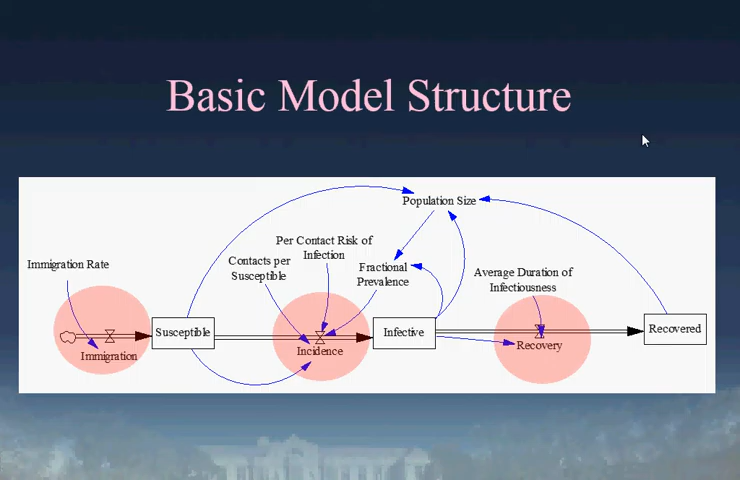 Basic Model Structure
Population Size
Per Contact Risk of
Infection
Immigration Rate
Contacts per
Susceptible
Fractional
Prevalence
Average Duration of
Infectiousness
Susceptible
Infective
Recovered
Immigration
Incidence
Recovery